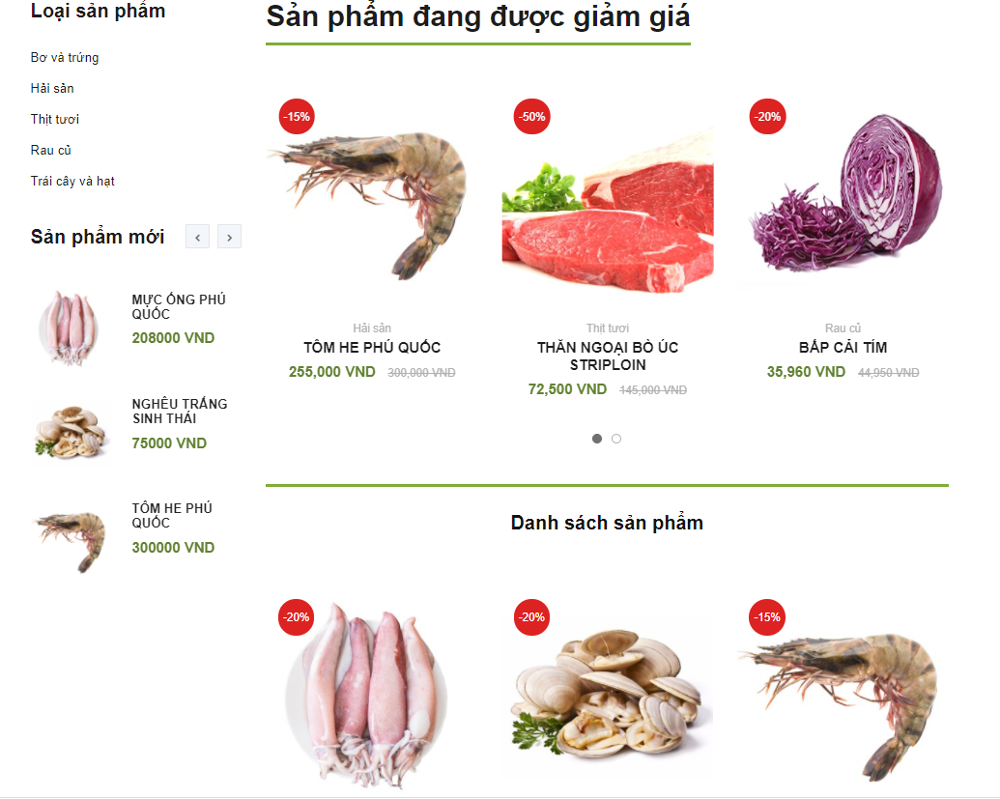 Loại sản phẩm
Bơ và trứng
Hải sản
Thịt tươi
Rau củ
Trái cây và hạt
Sản phẩm mới
MỰC ỐNG PHÚ
QUỐC
208000 VND
NGHÊU TRẮNG
SINH THÁI
75000 VND
TÔM HE PHÚ
QUỐC
300000 VND
Sản phẩm đang được giảm giá
-15%
-50%
-20%
Hải sản
TÔM HE PHÚ QUỐC
255,000 VND 300,000 VND
Thịt tươi
THĂN NGOẠI BÒ ÚC
STRIPLOIN
72,500 VND 145,000 VND
Rau củ
BẮP CẢI TÍM
35,960 VND 44,950 VND
Danh sách sản phẩm
-20%
-20%
-15%